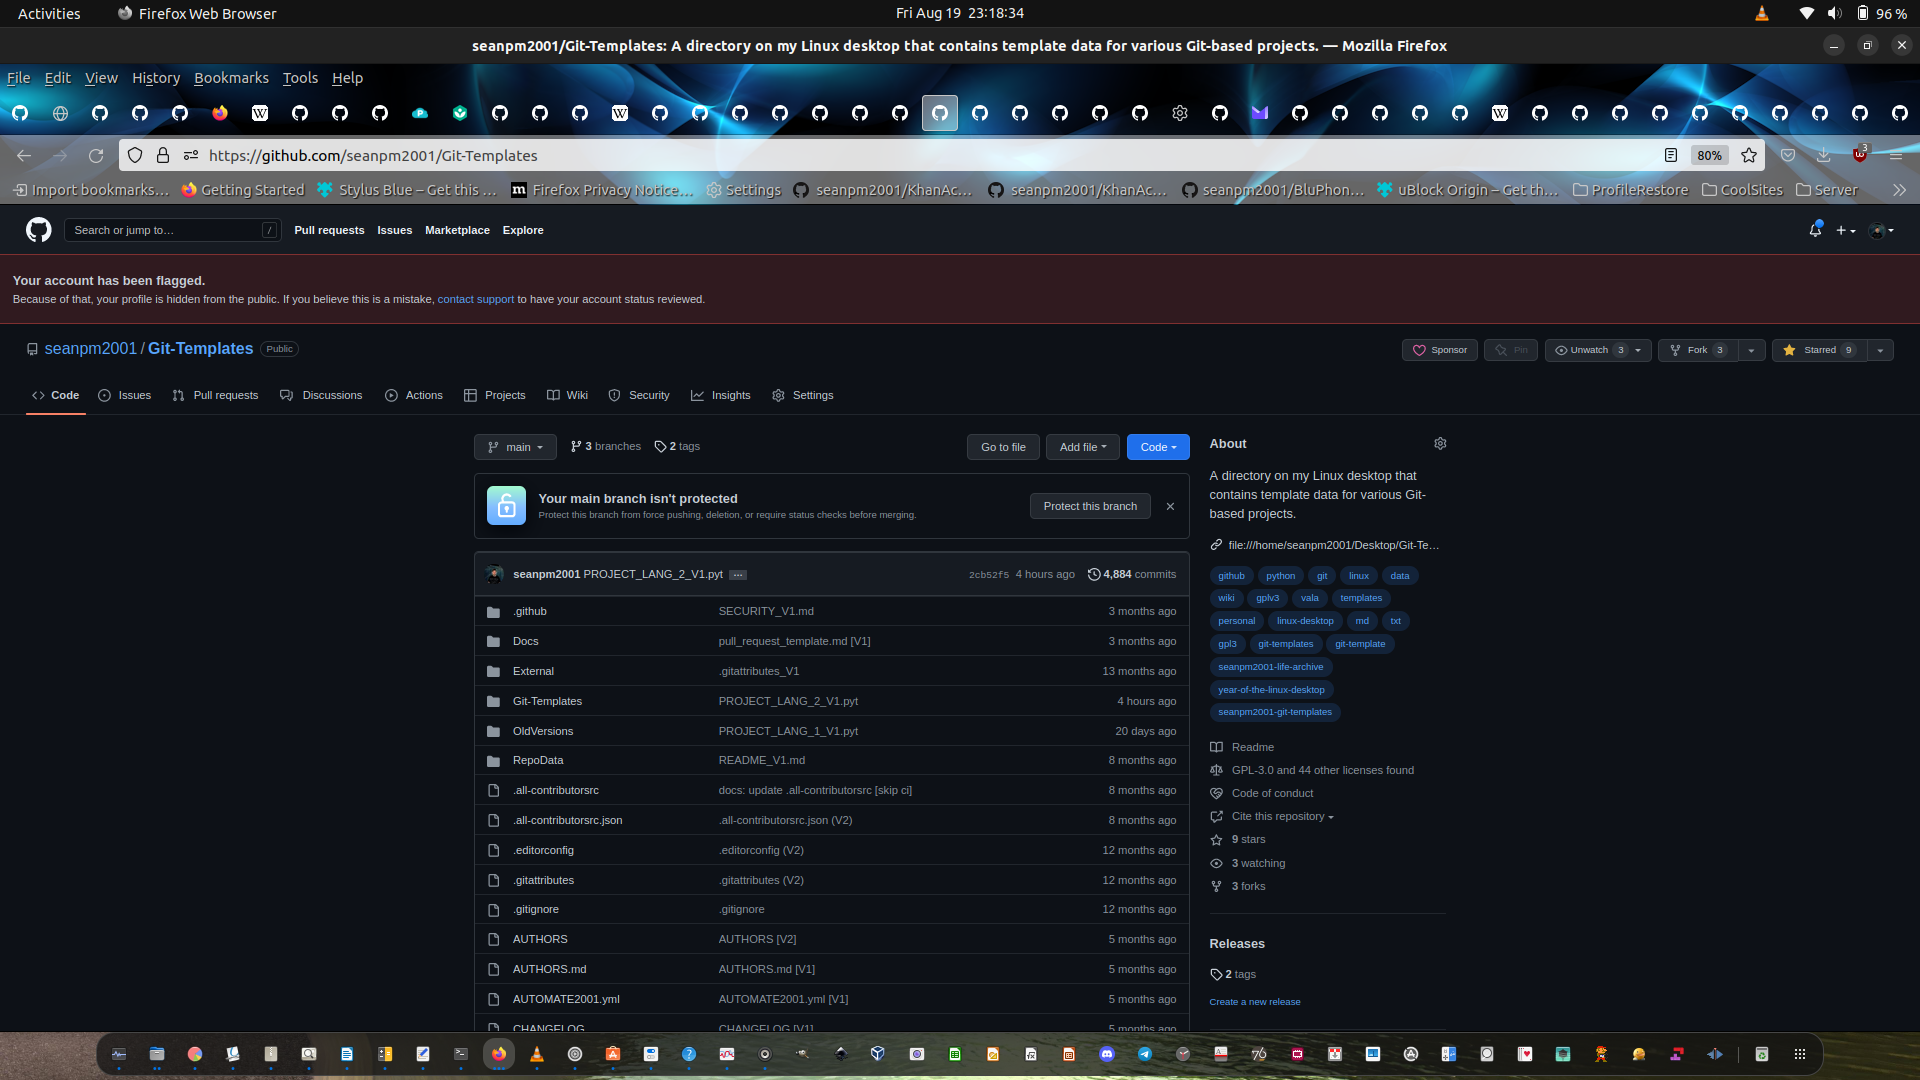 Activities
Firefox Web Browser
Fri Aug 19 23:18:34
96 %
seanpm2001/Git-Templates: A directory on my Linux desktop that contains template data for various Git-based projects. — Mozilla Firefox
File Edit View History Bookmarks Tools Help
https://github.com/seanpm2001/Git-Templates
80%
3
Import bookmarks…
Getting Started
Stylus Blue – Get this …
Firefox Privacy Notice…
Settings
seanpm2001/KhanAc…
seanpm2001/KhanAc…
seanpm2001/BluPhon…
uBlock Origin – Get th…
ProfileRestore
CoolSites
Server
Search or jump to…
/
Pull requests Issues Marketplace Explore
Your account has been flagged.
Because of that, your profile is hidden from the public. If you believe this is a mistake, contact support to have your account status reviewed.
seanpm2001 / Git-Templates Public
Sponsor
Pin
Unwatch 3
Fork 3
Starred 9
Code
Issues
Pull requests
Discussions
Actions
Projects
Wiki
Security
Insights
Settings
main
3 branches
2 tags
Go to file
Add file
Code
Your main branch isn't protected
Protect this branch from force pushing, deletion, or require status checks before merging.
Protect this branch
seanpm2001 PROJECT_LANG_2_V1.pyt … 2cb52f5 4 hours ago 4,884 commits
.github SECURITY_V1.md 3 months ago
Docs pull_request_template.md [V1] 3 months ago
External .gitattributes_V1 13 months ago
Git-Templates PROJECT_LANG_2_V1.pyt 4 hours ago
OldVersions PROJECT_LANG_1_V1.pyt 20 days ago
RepoData README_V1.md 8 months ago
.all-contributorsrc docs: update .all-contributorsrc [skip ci] 8 months ago
.all-contributorsrc.json .all-contributorsrc.json (V2) 8 months ago
.editorconfig .editorconfig (V2) 12 months ago
.gitattributes .gitattributes (V2) 12 months ago
.gitignore .gitignore 12 months ago
AUTHORS AUTHORS [V2] 5 months ago
AUTHORS.md AUTHORS.md [V1] 5 months ago
AUTOMATE2001.yml AUTOMATE2001.yml [V1] 5 months ago
CHANGELOG CHANGELOG [V1] 5 months ago
About
A directory on my Linux desktop that
contains template data for various Git-
based projects.
file:///home/seanpm2001/Desktop/Git-Te…
github python git linux data
wiki gplv3 vala templates
personal linux-desktop md txt
gpl3 git-templates git-template
seanpm2001-life-archive
year-of-the-linux-desktop
seanpm2001-git-templates
Readme
GPL-3.0 and 44 other licenses found
Code of conduct
Cite this repository
9 stars
3 watching
3 forks
Releases
2 tags
Create a new release